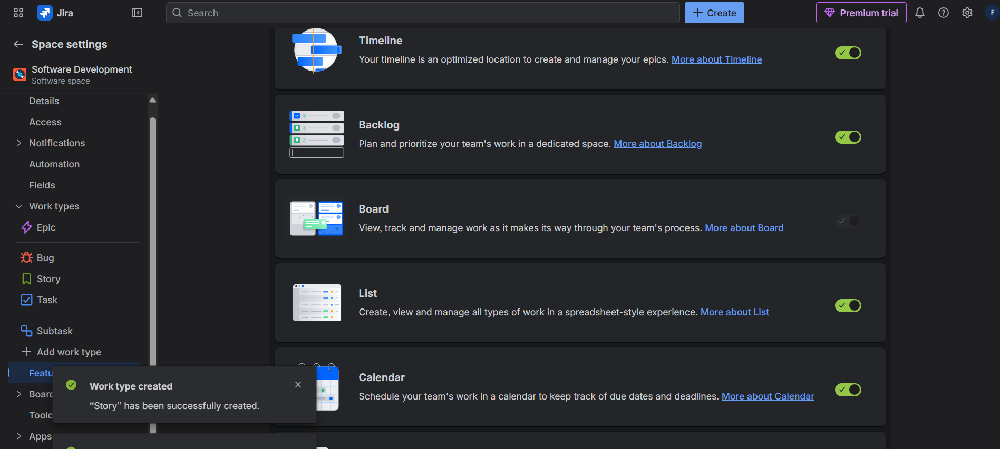 Jira
Search
Create
Premium trial
F
Space settings
Software Development
Software space
Details
Access
Notifications
Automation
Fields
Work types
Epic
Bug
Story
Task
Subtask
Add work type
Featu
Board
Toolc
Apps
Timeline
Your timeline is an optimized location to create and manage your epics. More about Timeline
Backlog
Plan and prioritize your team's work in a dedicated space. More about Backlog
Board
View, track and manage work as it makes its way through your team's process. More about Board
List
Create, view and manage all types of work in a spreadsheet-style experience. More about List
Calendar
Schedule your team's work in a calendar to keep track of due dates and deadlines. More about Calendar
Work type created
“Story” has been successfully created.